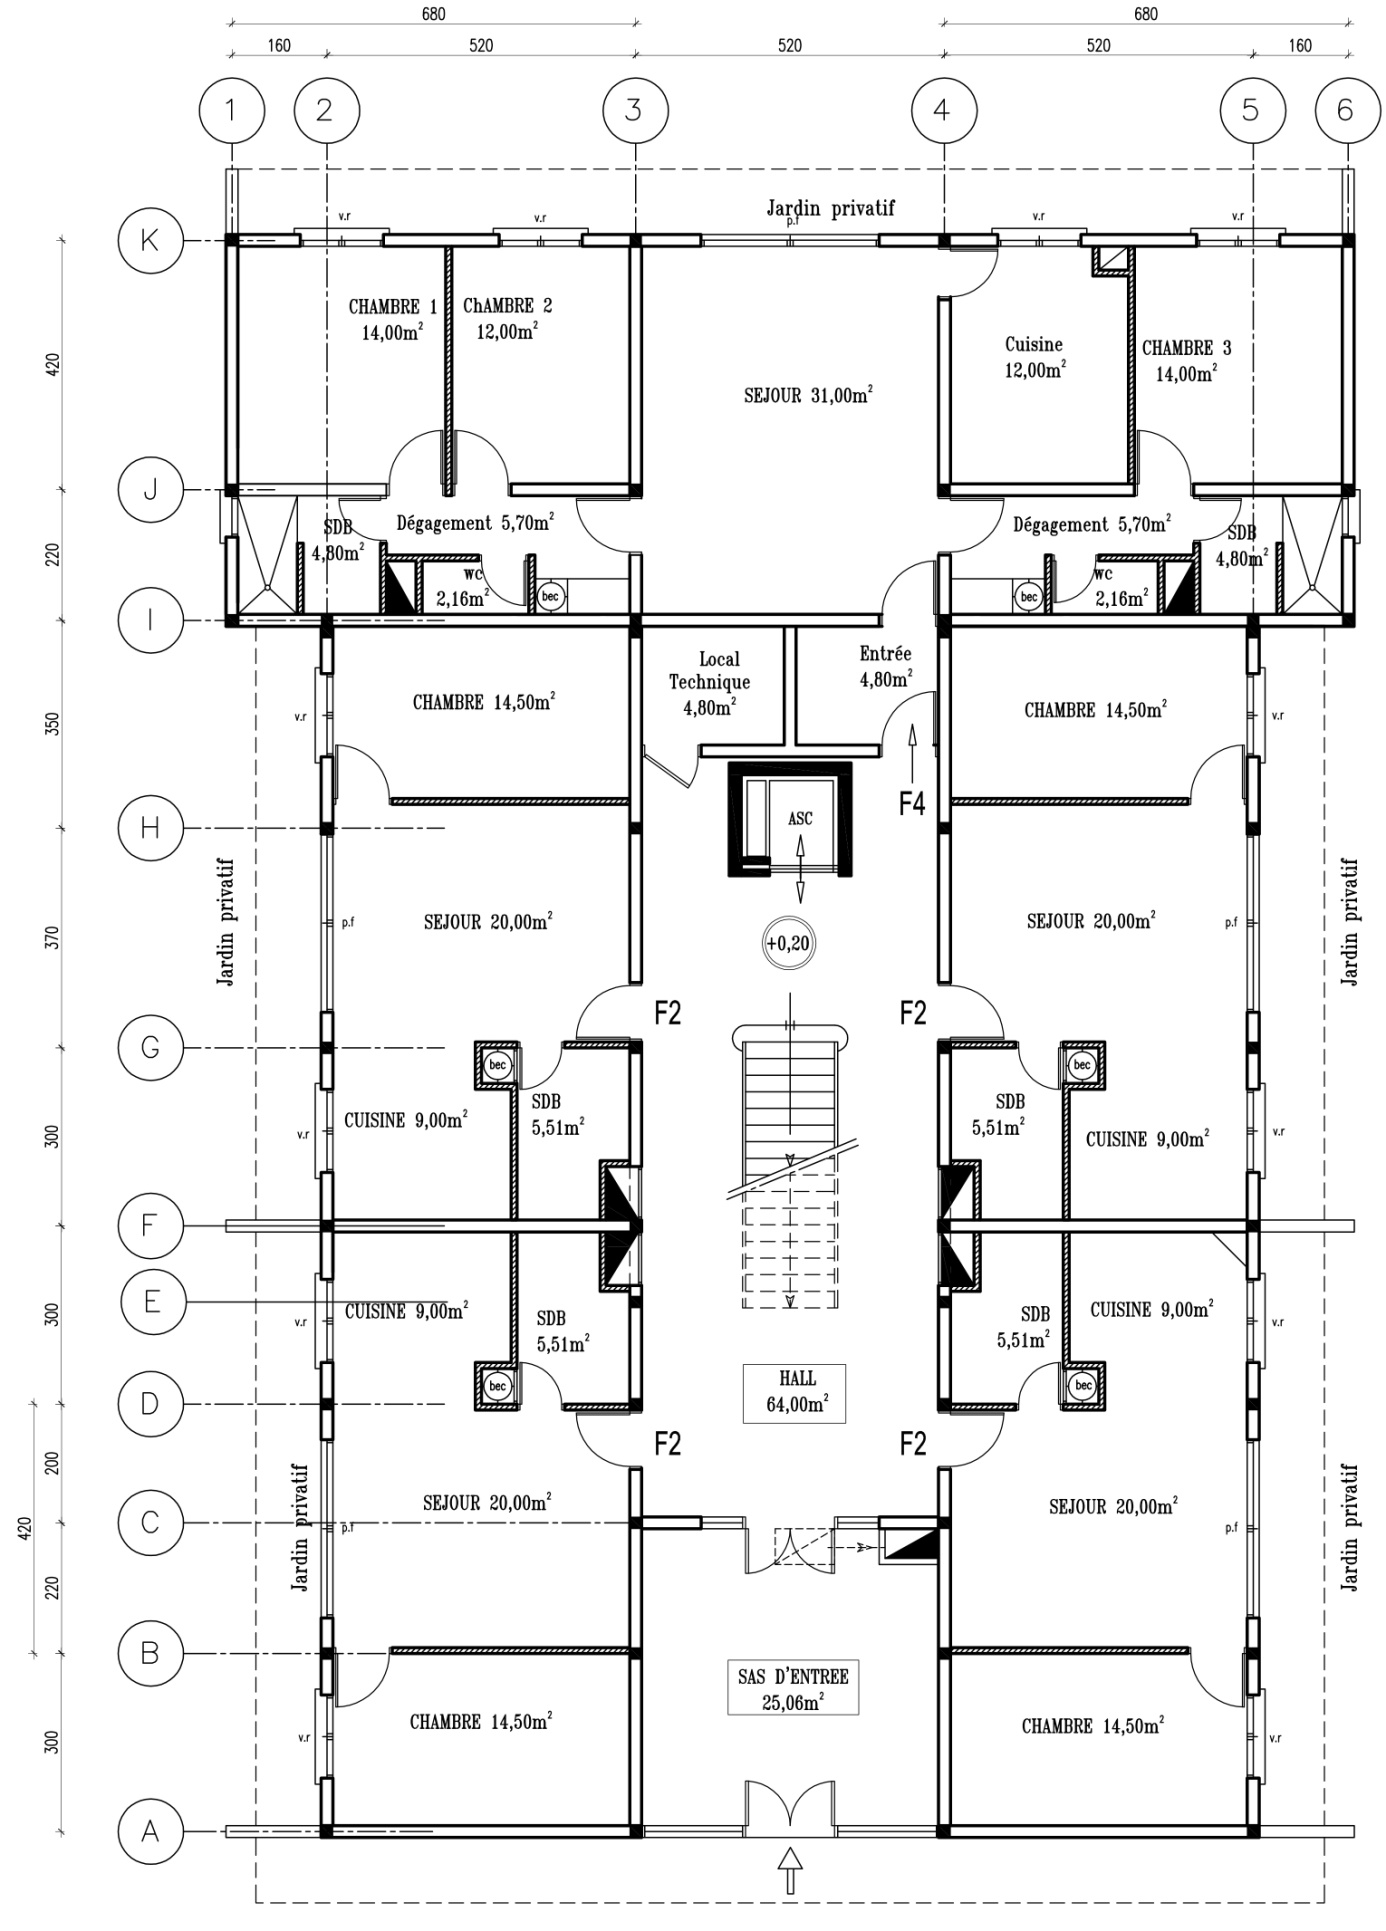 680
680
160
520
520
520
160
1
2
3
4
5
6
Jardin privatif
v.r
v.r
p.f
v.r
v.r
K
CHAMBRE 1
14,00m²
ChAMBRE 2
12,00m²
Cuisine
12,00m²
CHAMBRE 3
14,00m²
420
SEJOUR 31,00m²
J
SDB
4,80m²
Dégagement 5,70m²
Dégagement 5,70m²
SDB
4,80m²
220
wc
2,16m²
bec
bec
wc
2,16m²
I
Local
Technique
4,80m²
Entrée
4,80m²
CHAMBRE 14,50m²
CHAMBRE 14,50m²
v.r
v.r
350
F4
ASC
H
Jardin privatif
Jardin privatif
SEJOUR 20,00m²
SEJOUR 20,00m²
p.f
p.f
370
+0,20
F2
F2
G
bec
bec
SDB
5,51m²
SDB
5,51m²
CUISINE 9,00m²
CUISINE 9,00m²
v.r
v.r
300
F
E
CUISINE 9,00m²
CUISINE 9,00m²
SDB
5,51m²
SDB
5,51m²
v.r
v.r
300
HALL
64,00m²
bec
bec
D
F2
F2
200
SEJOUR 20,00m²
SEJOUR 20,00m²
C
420
p.f
p.f
Jardin privatif
Jardin privatif
220
B
SAS D'ENTREE
25,06m²
CHAMBRE 14,50m²
CHAMBRE 14,50m²
v.r
v.r
300
A